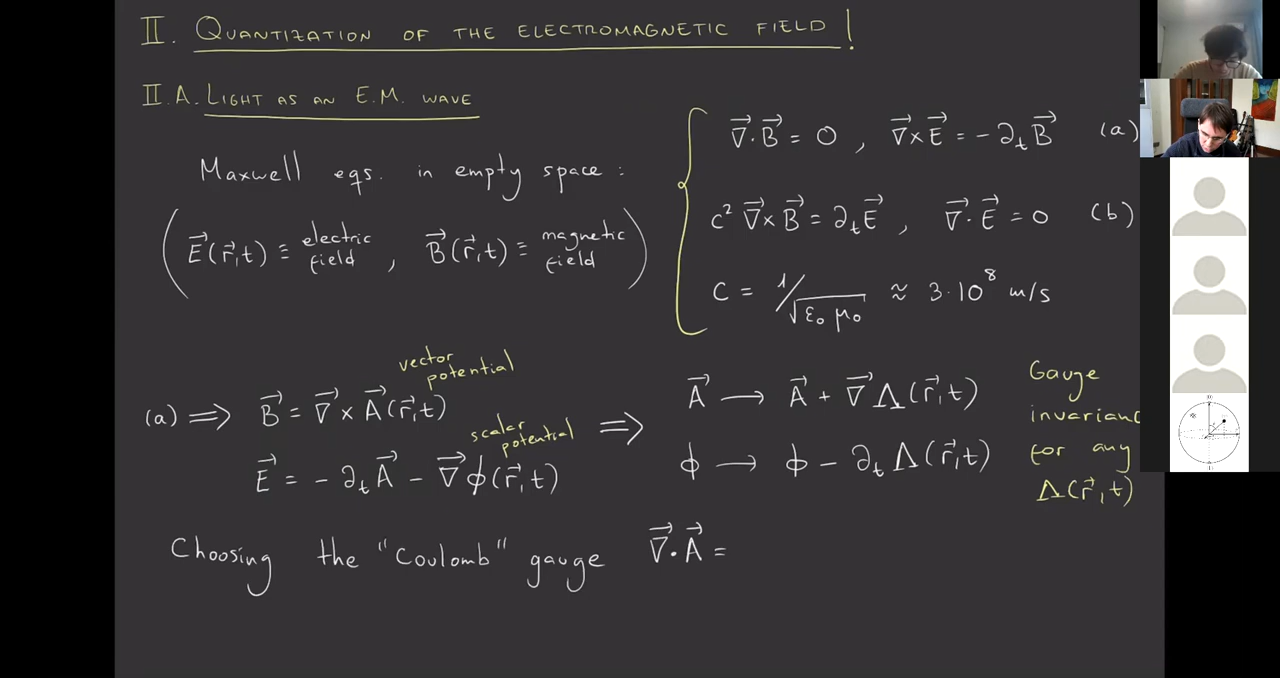 II. QUANTIZATION OF THE ELECTROMAGNETIC FIELD!
II.A. LIGHT AS AN E.M. WAVE
Maxwell eqs. in empty space:
(E⃗(r⃗,t) ≡ electric field, B⃗(r⃗,t) ≡ magnetic field)
∇⃗·B⃗ = 0, ∇⃗×E⃗ = -∂ₜB⃗ (a)
c² ∇⃗×B⃗ = ∂ₜE⃗, ∇⃗·E⃗ = 0 (b)
c = 1/√ε₀μ₀ ≈ 3·10⁸ m/s
vector potential
(a) ⟹ B⃗ = ∇⃗×A⃗(r⃗,t)
scalar potential
E⃗ = -∂ₜA⃗ - ∇⃗ϕ(r⃗,t)
⟹ A⃗ ⟶ A⃗ + ∇⃗Λ(r⃗,t)
ϕ ⟶ ϕ - ∂ₜΛ(r⃗,t)
Gauge
invarianc
for any
Λ(r⃗,t)
Choosing the "Coulomb" gauge ∇⃗·A⃗ =